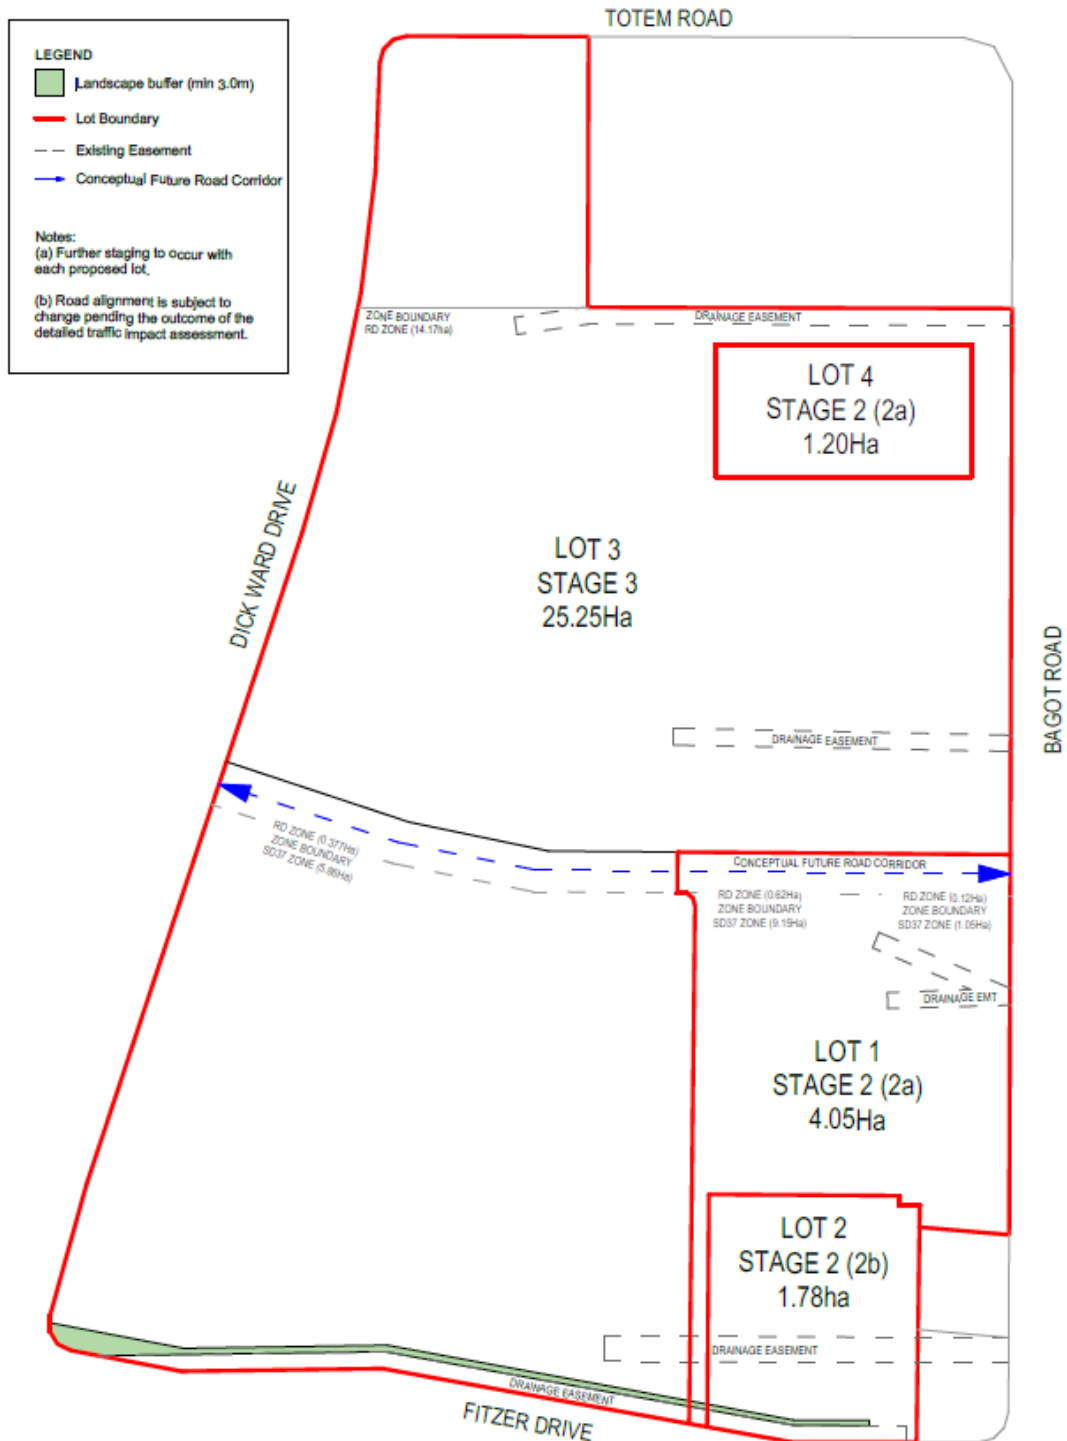 TOTEM ROAD
LEGEND
Landscape buffer (min 3.0m)
Lot Boundary
Existing Easement
Conceptual Future Road Corridor
Notes:
(a) Further staging to occur with
each proposed lot.
(b) Road alignment is subject to
change pending the outcome of the
detailed traffic impact assessment.
ZONE BOUNDARY
RD ZONE (14.17ha)
DRAINAGE EASEMENT
LOT 4
STAGE 2 (2a)
1.20Ha
DICK WARD DRIVE
LOT 3
STAGE 3
25.25Ha
BAGOT ROAD
DRAINAGE EASEMENT
RD ZONE (0.377Ha)
ZONE BOUNDARY
SD37 ZONE (5.86Ha)
CONCEPTUAL FUTURE ROAD CORRIDOR
RD ZONE (0.62Ha)
ZONE BOUNDARY
SD37 ZONE (9.19Ha)
RD ZONE (0.12Ha)
ZONE BOUNDARY
SD37 ZONE (1.05Ha)
DRAINAGE EMT
LOT 1
STAGE 2 (2a)
4.05Ha
LOT 2
STAGE 2 (2b)
1.78ha
DRAINAGE EASEMENT
DRAINAGE EASEMENT
FITZER DRIVE